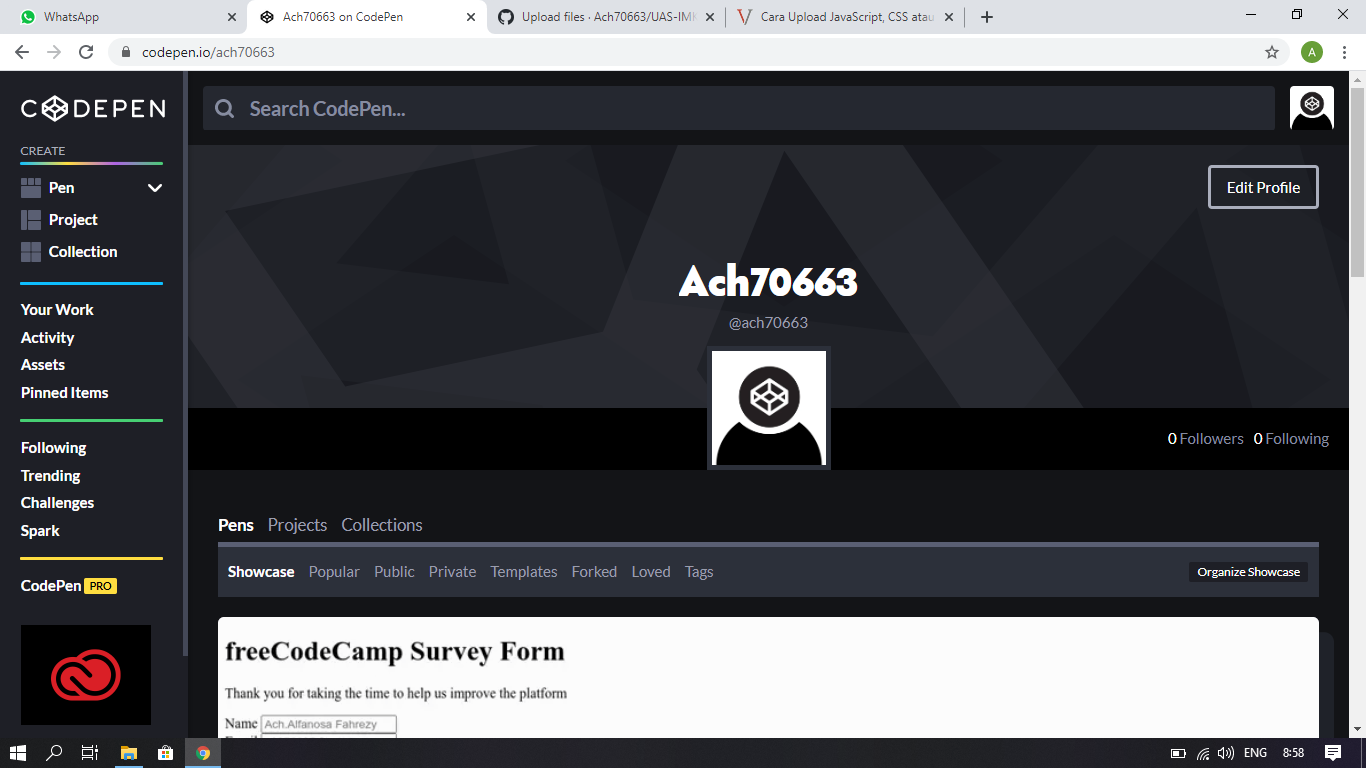 WhatsApp
Ach70663 on CodePen
Upload files · Ach70663/UAS-IMK
Cara Upload JavaScript, CSS atau
codepen.io/ach70663
A
CODEPEN
Search CodePen...
CREATE
Pen
Project
Collection
Edit Profile
Ach70663
@ach70663
Your Work
Activity
Assets
Pinned Items
0 Followers 0 Following
Following
Trending
Challenges
Spark
CodePen PRO
Pens Projects Collections
Showcase Popular Public Private Templates Forked Loved Tags
Organize Showcase
freeCodeCamp Survey Form
Thank you for taking the time to help us improve the platform
Name Ach.Alfanosa Fahrezy
ENG 8:58